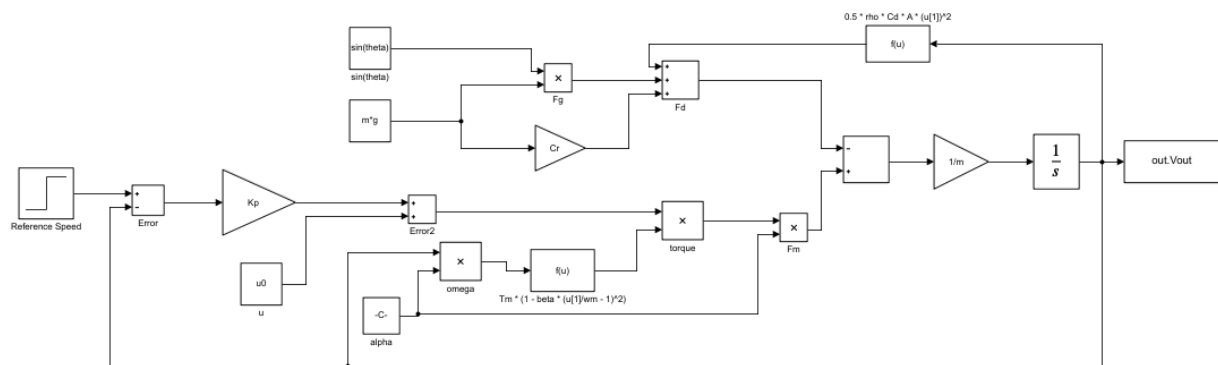 0.5 * rho * Cd * A * (u[1])^2
f(u)
sin(theta)
sin(theta)
×
Fg
+
+
+
Fd
m*g
Cr
−
+
1/m
1
s
out.Vout
Reference Speed
+
−
Error
Kp
+
+
Error2
×
torque
×
Fm
u0
u
×
omega
f(u)
Tm * (1 - beta * (u[1]/wm - 1)^2)
-C-
alpha